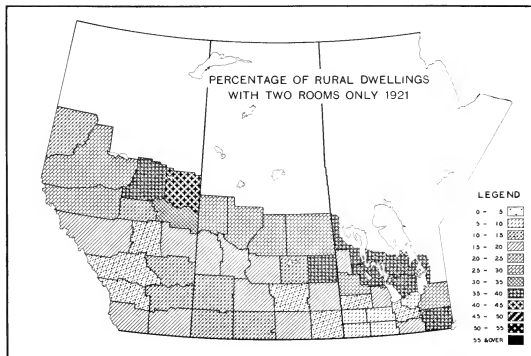 PERCENTAGE OF RURAL DWELLINGS
WITH TWO ROOMS ONLY 1921
LEGEND
0 - 5
5 - 10
10 - 15
15 - 20
20 - 25
25 - 30
30 - 35
35 - 40
40 - 45
45 - 50
50 - 55
55 & OVER